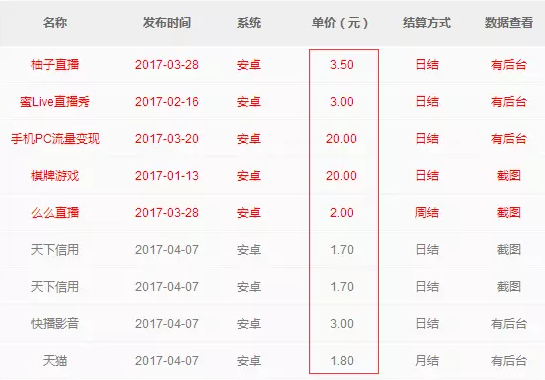 名称 发布时间 系统 单价（元） 结算方式 数据查看
柚子直播 2017-03-28 安卓 3.50 日结 有后台
蜜Live直播秀 2017-02-16 安卓 3.00 日结 有后台
手机PC流量变现 2017-03-20 安卓 20.00 日结 有后台
棋牌游戏 2017-01-13 安卓 20.00 日结 截图
么么直播 2017-03-28 安卓 2.00 周结 截图
天下信用 2017-04-07 安卓 1.70 日结 截图
天下信用 2017-04-07 安卓 1.70 日结 截图
快播影音 2017-04-07 安卓 3.00 日结 有后台
天猫 2017-04-07 安卓 1.80 月结 有后台